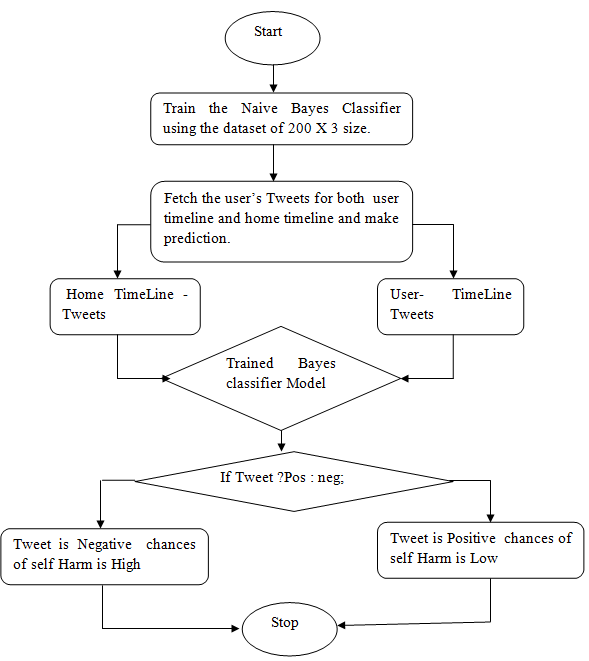 Start
Train the Naive Bayes Classifier
using the dataset of 200 X 3 size.
Fetch the user's Tweets for both user
timeline and home timeline and make
prediction.
Home TimeLine -
Tweets
User- TimeLine
Tweets
Trained Bayes
classifier Model
If Tweet ?Pos : neg;
Tweet is Negative chances
of self Harm is High
Tweet is Positive chances of
self Harm is Low
Stop